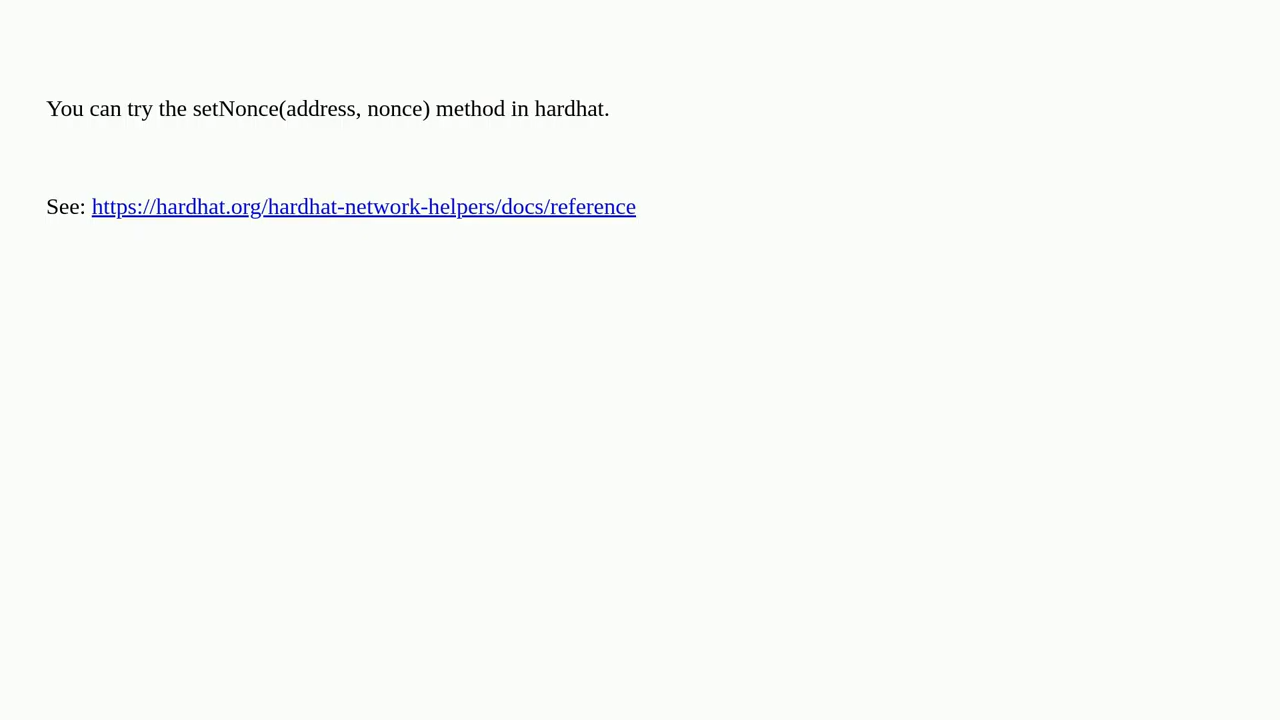 You can try the setNonce(address, nonce) method in hardhat.
See: https://hardhat.org/hardhat-network-helpers/docs/reference